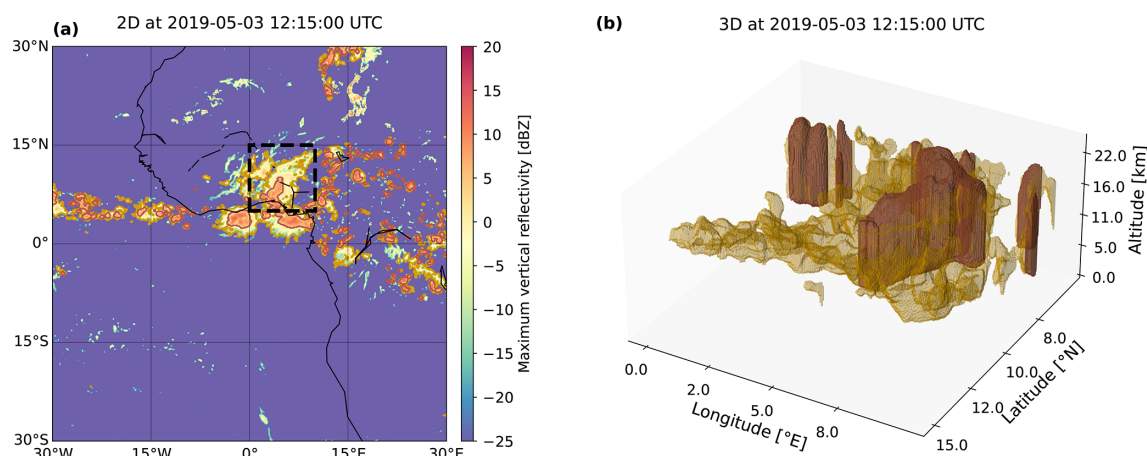 (a)
2D at 2019-05-03 12:15:00 UTC
30°N
15°N
0°
15°S
30°S
30°W
15°W
0°
15°E
30°E
20
15
10
5
0
−5
−10
−15
−20
−25
Maximum vertical reflectivity [dBZ]
(b)
3D at 2019-05-03 12:15:00 UTC
22.0
16.0
11.0
5.0
0.0
Altitude [km]
8.0
10.0
12.0
15.0
Latitude [°N]
0.0
2.0
5.0
8.0
Longitude [°E]